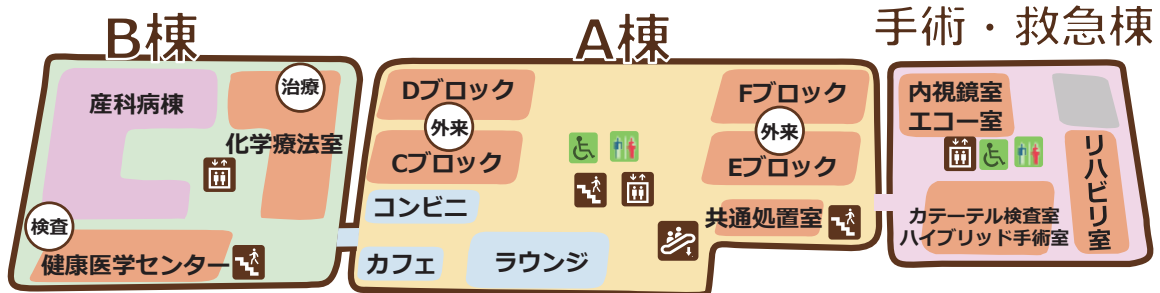 B棟
A棟
手術・救急棟
産科病棟
治療
化学療法室
検査
健康医学センター
Dブロック
外来
Cブロック
コンビニ
カフェ
ラウンジ
Fブロック
外来
Eブロック
共通処置室
内視鏡室
エコー室
リハビリ室
カテーテル検査室
ハイブリッド手術室